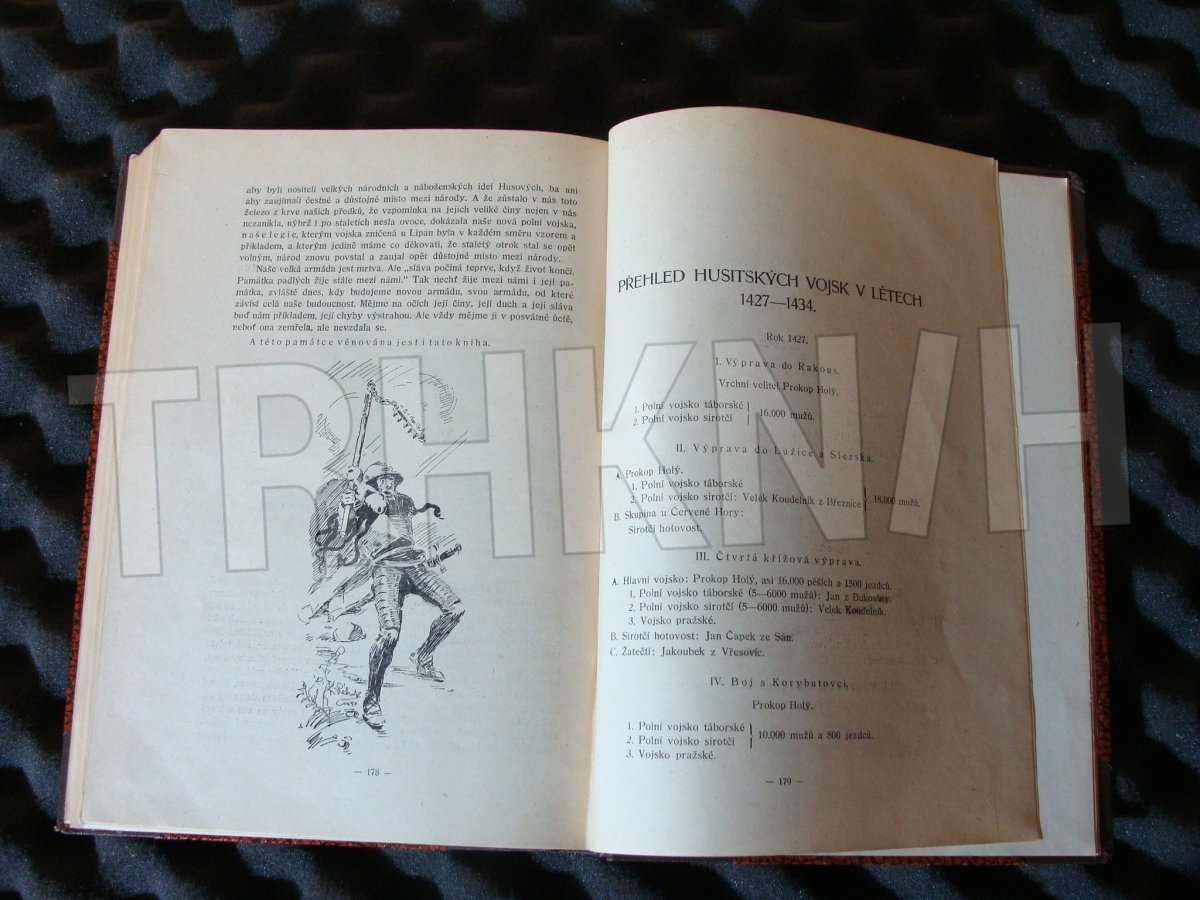 aby byli nositeli velkých národních a náboženských ideí Husových, ba ani
aby zaujímali čestné a důstojné místo mezi národy. A že zůstalo v nás toto
železo z krve našich předků, že vzpomínka na jejich veliké činy nejen v nás
nezanikla, nýbrž i po staletích nesla ovoce, dokázala naše nová polní vojska,
naše legie, kterým vojska zničená u Lipan byla v každém směru vzorem a
příkladem, a kterým jedině máme co děkovati, že staletý otrok stal se opět
volným, národ znovu povstal a zaujal opět důstojné místo mezi národy.
Naše velká armáda jest mrtva. Ale „sláva počíná teprve, když život končí.
Památka padlých žije stále mezi námi.“ Tak nechť žije mezi námi i její pa-
mátka, zvláště dnes, kdy budujeme novou armádu, svou armádu, od které
závisí celá naše budoucnost. Mějme na očích její činy, její duch a její sláva
buď nám příkladem, její chyby výstrahou. Ale vždy mějme ji v posvátné úctě,
neboť ona zemřela, ale nevzdala se.
A této památce věnována jest i tato kniha.
— 178 —
PŘEHLED HUSITSKÝCH VOJSK V LÉTECH
1427—1434.
Rok 1427.
I. Výprava do Rakous.
Vrchní velitel Prokop Holý.
1. Polní vojsko táborské
2. Polní vojsko sirotčí
16.000 mužů.
II. Výprava do Lužice a Slezska.
A. Prokop Holý.
1. Polní vojsko táborské
2. Polní vojsko sirotčí: Velek Koudelník z Březnice
18.000 mužů.
B. Skupina u Červené Hory:
Sirotčí hotovost.
III. Čtvrtá křížová výprava.
A. Hlavní vojsko: Prokop Holý, asi 16.000 pěších a 1500 jezdců.
1. Polní vojsko táborské (5—6000 mužů): Jan z Bukoviny.
2. Polní vojsko sirotčí (5—6000 mužů): Velek Koudelník.
3. Vojsko pražské.
B. Sirotčí hotovost: Jan Čapek ze Sán.
C. Žatečtí: Jakoubek z Vřesovic.
IV. Boj s Korybutovci.
Prokop Holý.
1. Polní vojsko táborské
2. Polní vojsko sirotčí
10.000 mužů a 800 jezdců.
3. Vojsko pražské.
— 179 —
TRHKNIH